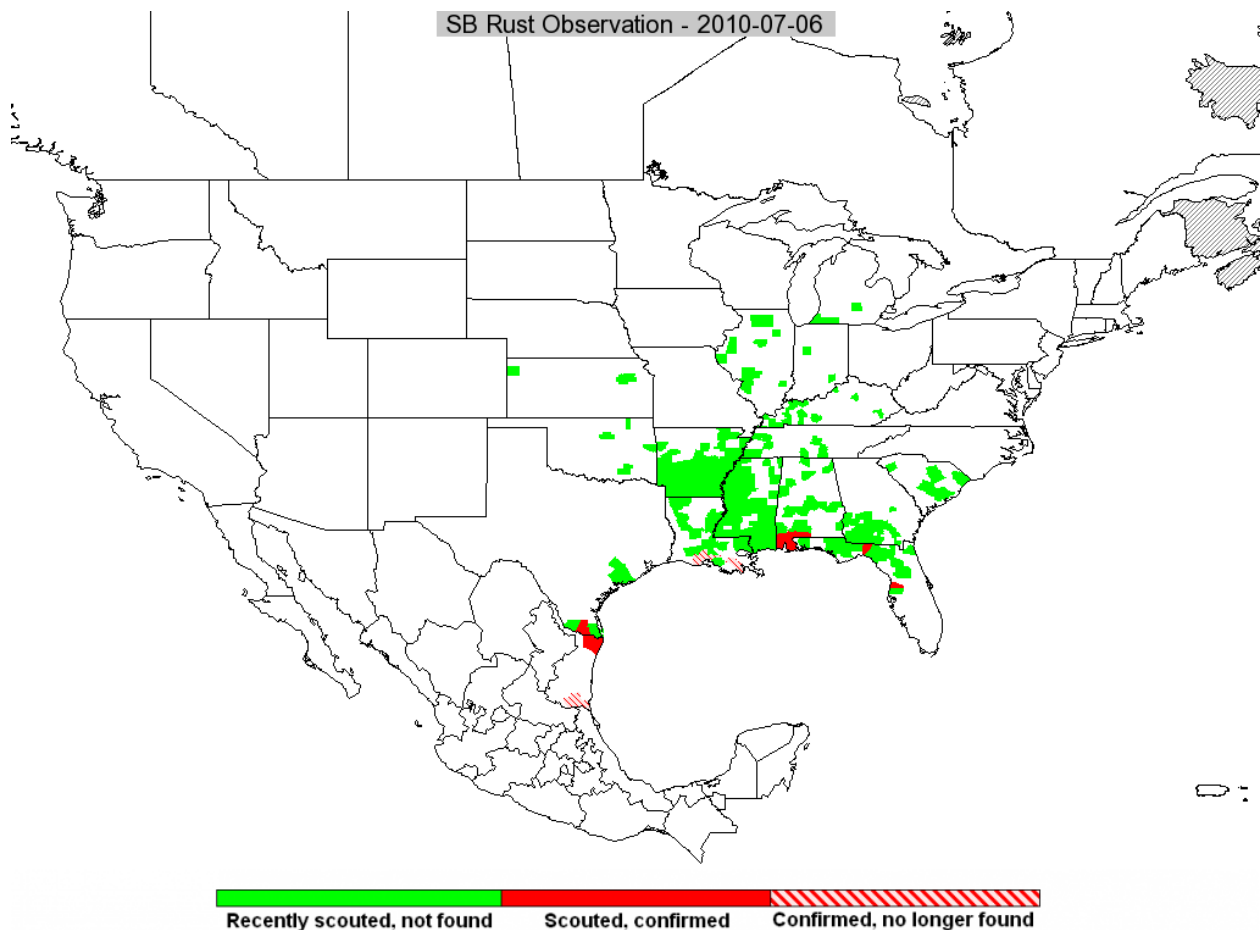 SB Rust Observation - 2010-07-06
Recently scouted, not found
Scouted, confirmed
Confirmed, no longer found